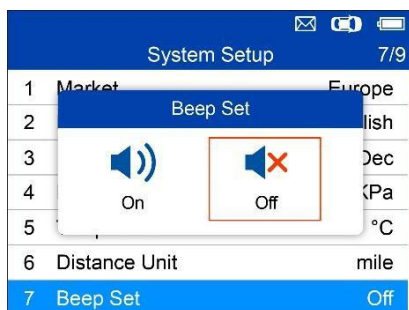 System Setup 7/9
1 Market Europe
Beep Set
2 lish
3 Dec
4 KPa
On Off
5 °C
6 Distance Unit mile
7 Beep Set Off